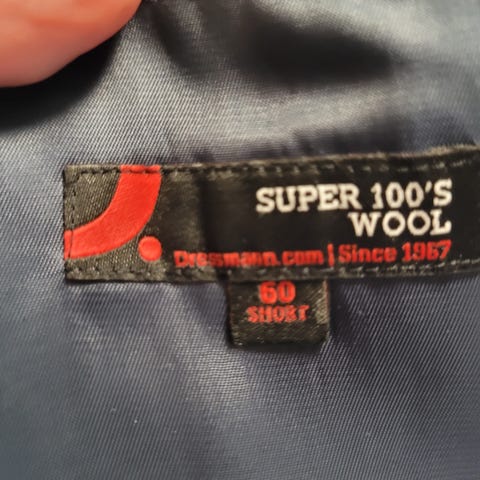 SUPER 100'S
WOOL
Dressmann.com | Since 1967
60
SHORT